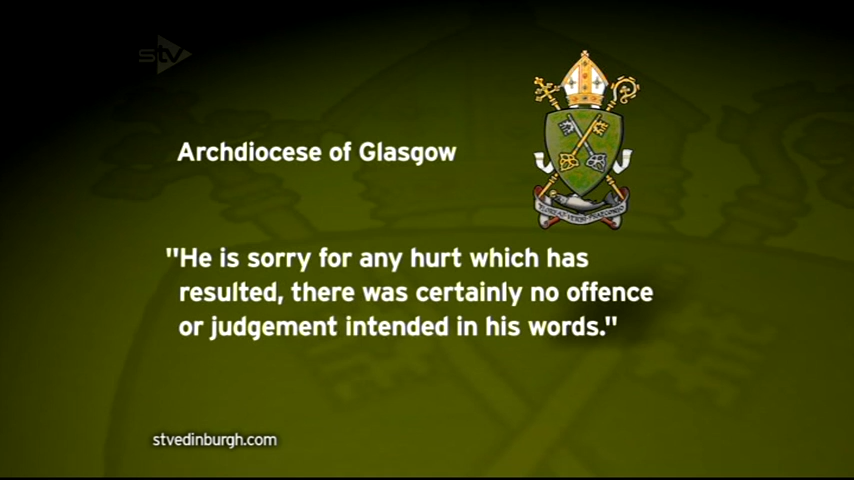 stv
Archdiocese of Glasgow
"He is sorry for any hurt which has
resulted, there was certainly no offence
or judgement intended in his words."
stvedinburgh.com